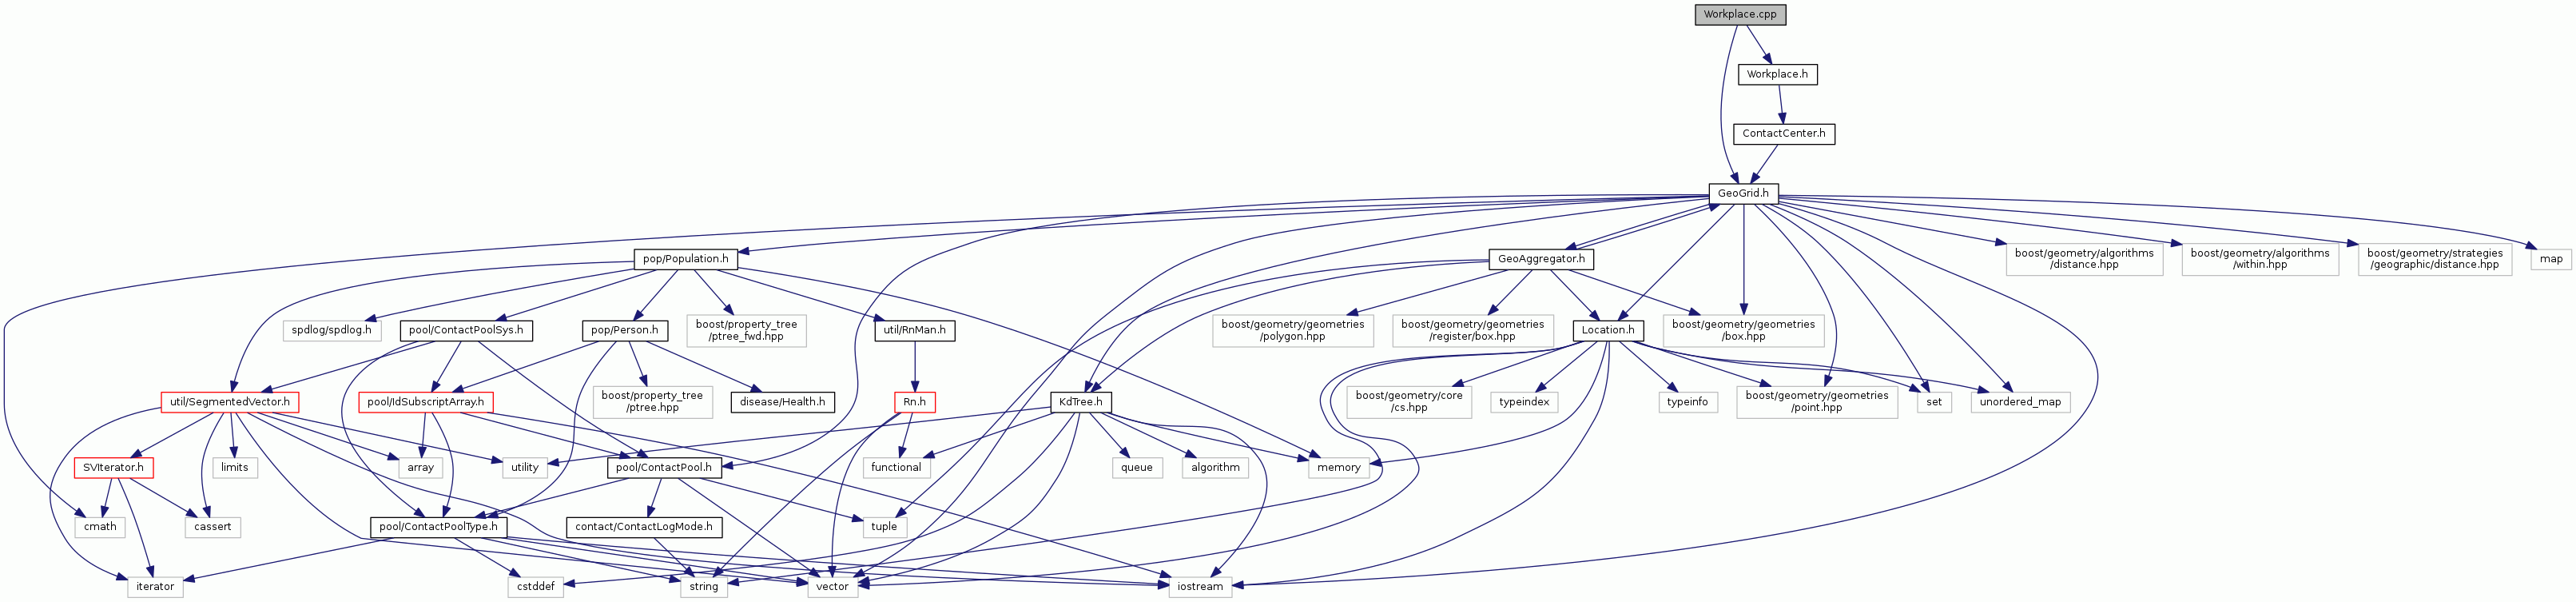 Workplace.cpp
Workplace.h
ContactCenter.h
GeoGrid.h
pop/Population.h
GeoAggregator.h
boost/geometry/algorithms
/distance.hpp
boost/geometry/algorithms
/within.hpp
boost/geometry/strategies
/geographic/distance.hpp
map
spdlog/spdlog.h
pool/ContactPoolSys.h
pop/Person.h
boost/property_tree
/ptree_fwd.hpp
util/RnMan.h
boost/geometry/geometries
/polygon.hpp
boost/geometry/geometries
/register/box.hpp
Location.h
boost/geometry/geometries
/box.hpp
util/SegmentedVector.h
pool/IdSubscriptArray.h
boost/property_tree
/ptree.hpp
disease/Health.h
Rn.h
KdTree.h
boost/geometry/core
/cs.hpp
typeindex
typeinfo
boost/geometry/geometries
/point.hpp
set
unordered_map
SVIterator.h
limits
array
utility
pool/ContactPool.h
functional
queue
algorithm
memory
cmath
cassert
pool/ContactPoolType.h
contact/ContactLogMode.h
tuple
iterator
cstddef
string
vector
iostream